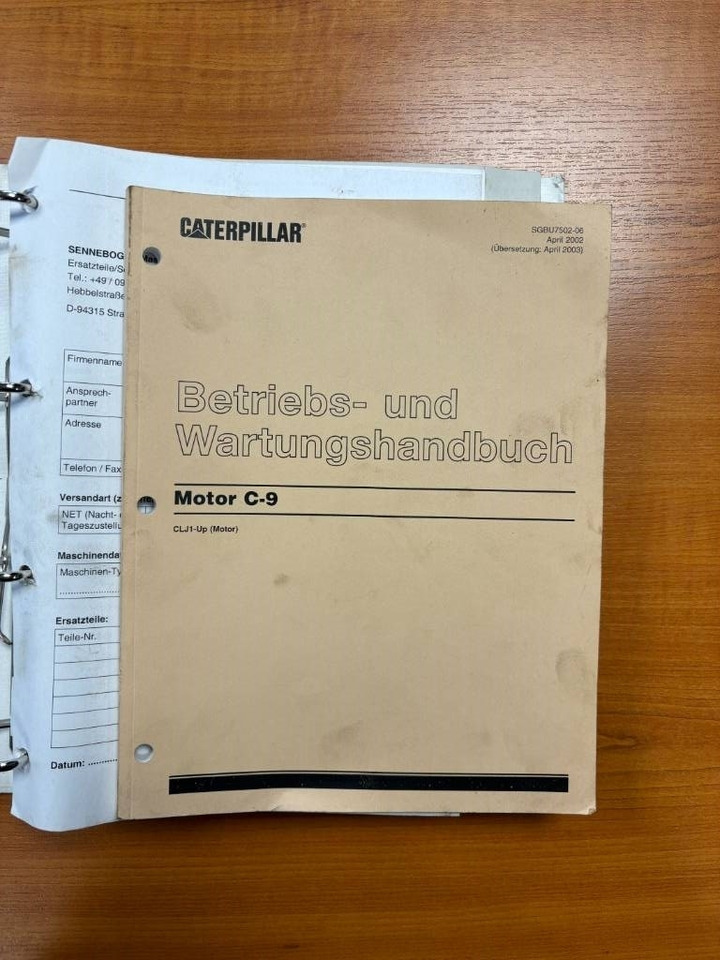 CATERPILLAR®
SGBU7502-06
April 2002
(Übersetzung: April 2003)
Betriebs- und
Wartungshandbuch
Motor C-9
CLJ1-Up (Motor)
SENNEBOG
Ersatzteile/Se
Tel.: +49 / 09
Hebbelstraße
D-94315 Stra
Firmenname
Ansprech-
partner
Adresse
Telefon / Fax
Versandart (z
NET (Nacht-
Tageszustellu
Maschinenda
Maschinen-Ty
Ersatzteile:
Teile-Nr.
Datum: